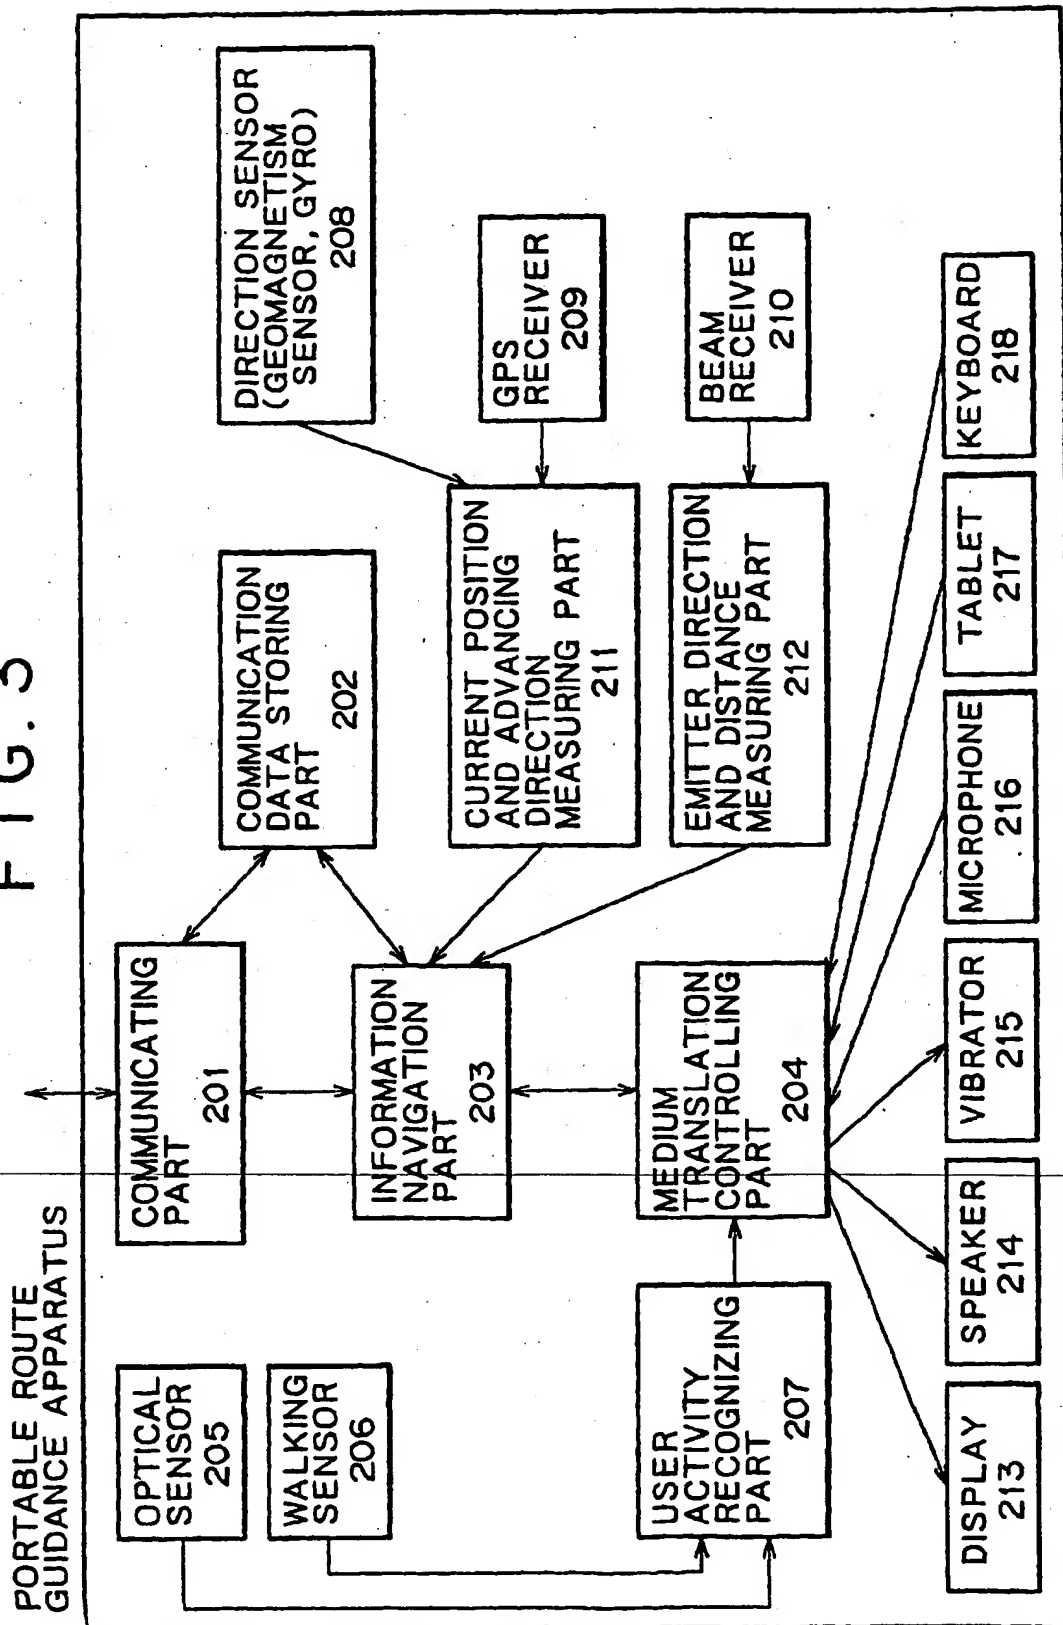 FIG. 3
PORTABLE ROUTE
GUIDANCE APPARATUS
OPTICAL
SENSOR
205
WALKING
SENSOR
206
USER
ACTIVITY
RECOGNIZING
PART
207
COMMUNICATING
PART
201
INFORMATION
NAVIGATION
PART
203
MEDIUM
TRANSLATION
CONTROLLING
PART
204
COMMUNICATION
DATA STORING
PART
202
CURRENT POSITION
AND ADVANCING
DIRECTION
MEASURING PART
211
EMITTER DIRECTION
AND DISTANCE
MEASURING PART
212
DIRECTION SENSOR
(GEOMAGNETISM
SENSOR, GYRO)
208
GPS
RECEIVER
209
BEAM
RECEIVER
210
DISPLAY
213
SPEAKER
214
VIBRATOR
215
MICROPHONE
216
TABLET
217
KEYBOARD
218